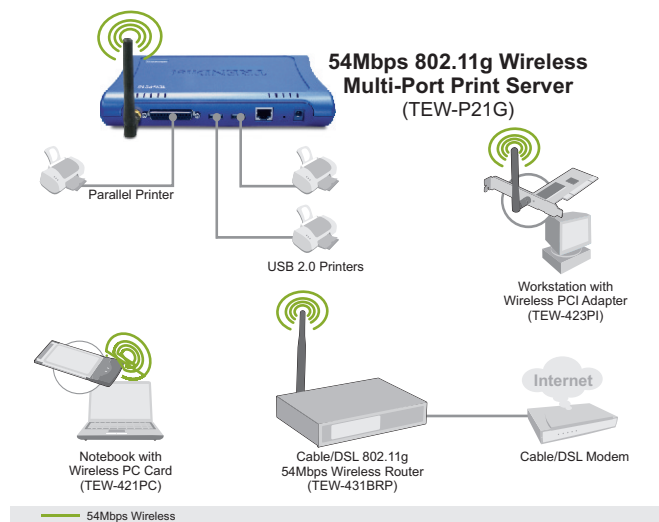 54Mbps 802.11g Wireless
Multi-Port Print Server
(TEW-P21G)
Parallel Printer
USB 2.0 Printers
Workstation with
Wireless PCI Adapter
(TEW-423PI)
Internet
Notebook with
Wireless PC Card
(TEW-421PC)
Cable/DSL 802.11g
54Mbps Wireless Router
(TEW-431BRP)
Cable/DSL Modem
54Mbps Wireless